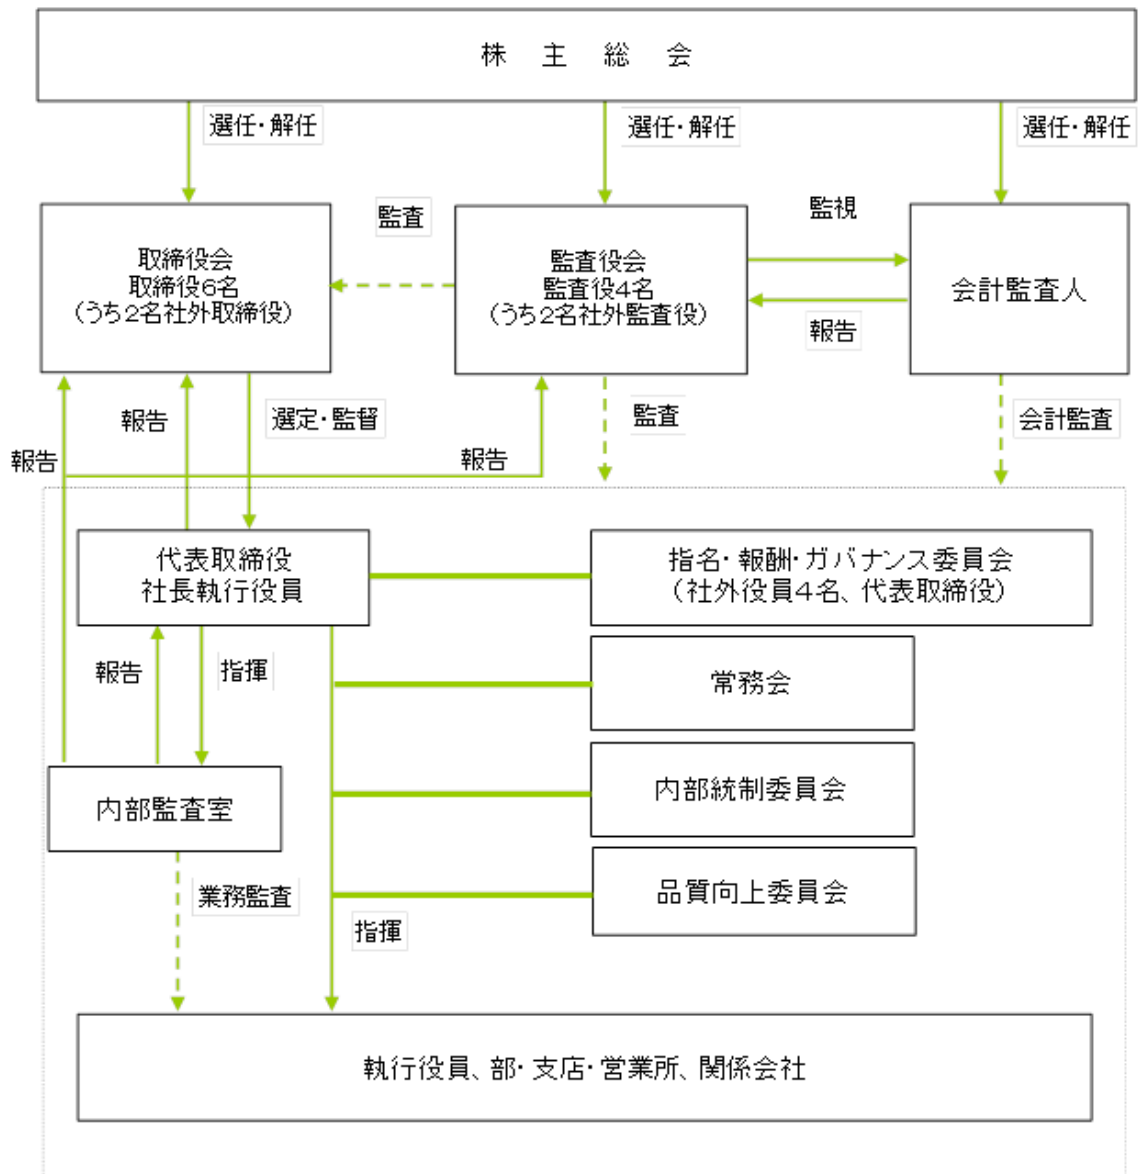 株主総会
選任・解任
選任・解任
選任・解任
取締役会
取締役6名
(うち2名社外取締役)
監査
監査役会
監査役4名
(うち2名社外監査役)
監視
報告
会計監査人
報告
報告
選定・監督
報告
監査
会計監査
代表取締役
社長執行役員
指名・報酬・ガバナンス委員会
(社外役員4名、代表取締役)
報告
指揮
常務会
内部監査室
内部統制委員会
業務監査
品質向上委員会
指揮
執行役員、部・支店・営業所、関係会社